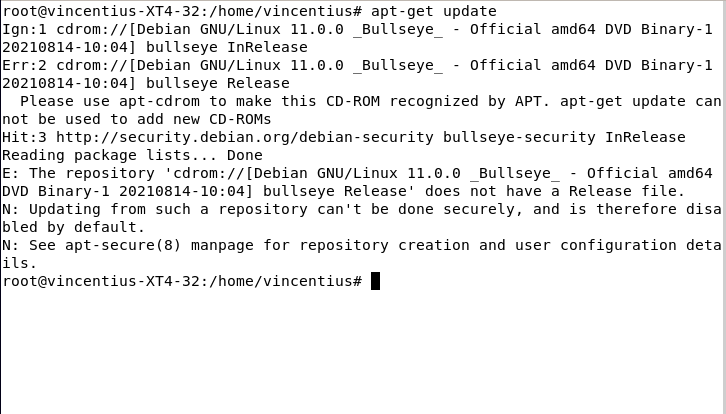 root@vincentius-XT4-32:/home/vincentius# apt-get update
Ign:1 cdrom://[Debian GNU/Linux 11.0.0 _Bullseye_ - Official amd64 DVD Binary-1
20210814-10:04] bullseye InRelease
Err:2 cdrom://[Debian GNU/Linux 11.0.0 _Bullseye_ - Official amd64 DVD Binary-1
20210814-10:04] bullseye Release
  Please use apt-cdrom to make this CD-ROM recognized by APT. apt-get update can
not be used to add new CD-ROMs
Hit:3 http://security.debian.org/debian-security bullseye-security InRelease
Reading package lists... Done
E: The repository 'cdrom://[Debian GNU/Linux 11.0.0 _Bullseye_ - Official amd64
DVD Binary-1 20210814-10:04] bullseye Release' does not have a Release file.
N: Updating from such a repository can't be done securely, and is therefore disa
bled by default.
N: See apt-secure(8) manpage for repository creation and user configuration deta
ils.
root@vincentius-XT4-32:/home/vincentius#